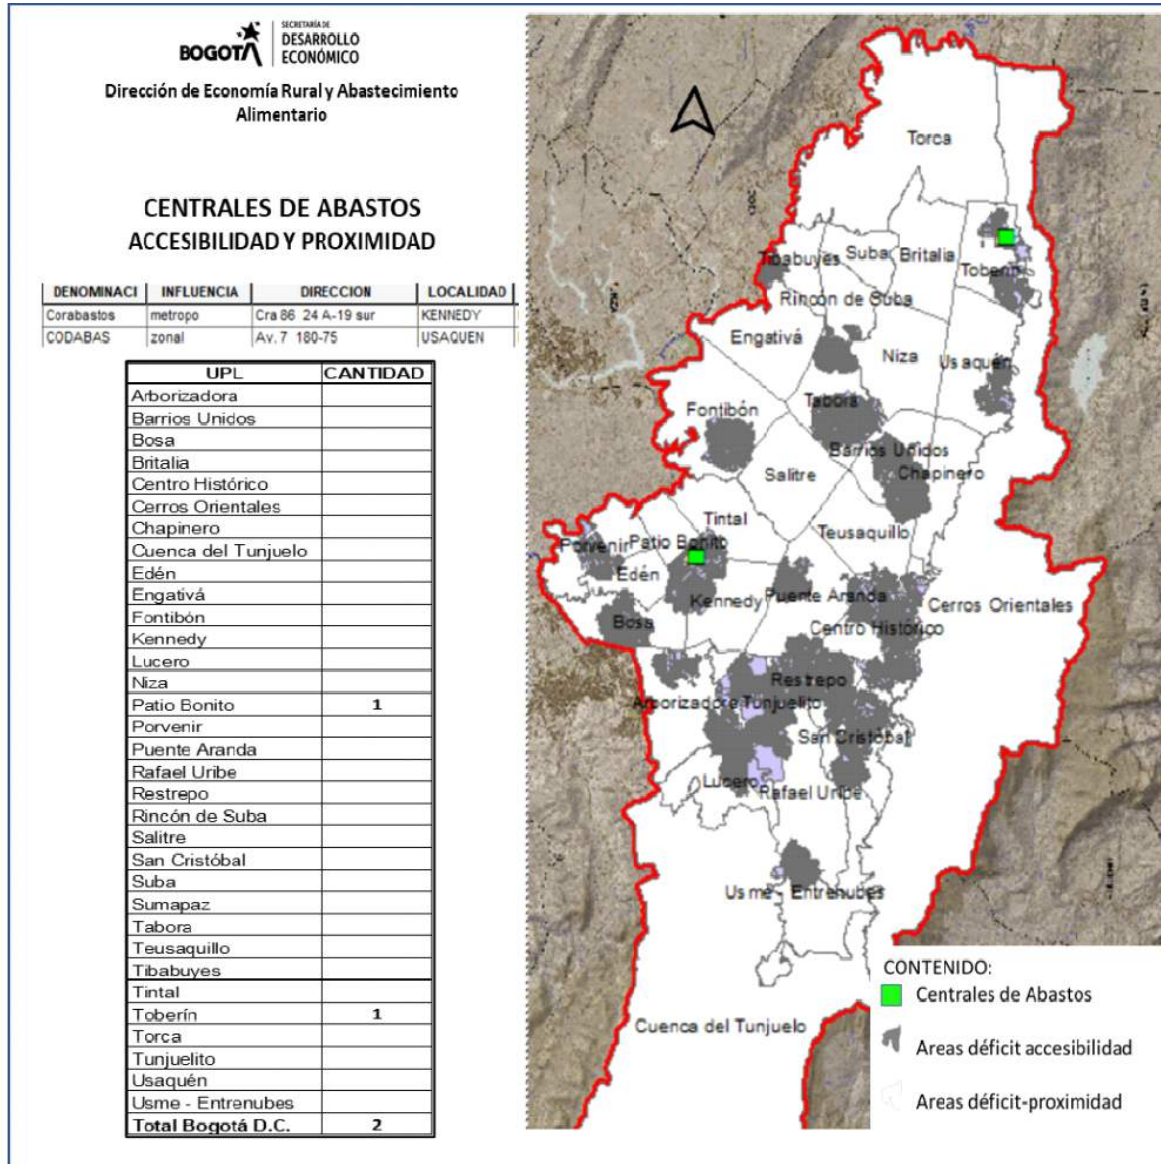 BOGOTÁ
SECRETARÍA DE
DESARROLLO
ECONÓMICO
Dirección de Economía Rural y Abastecimiento
Alimentario
CENTRALES DE ABASTOS
ACCESIBILIDAD Y PROXIMIDAD
DENOMINACI INFLUENCIA DIRECCION LOCALIDAD
Corabastos metropo Cra 86 24 A-19 sur KENNEDY
CODABAS zonal Av. 7 180-75 USAQUEN
UPL CANTIDAD
Arborizadora
Barrios Unidos
Bosa
Britalia
Centro Histórico
Cerros Orientales
Chapinero
Cuenca del Tunjuelo
Edén
Engativá
Fontibón
Kennedy
Lucero
Niza
Patio Bonito 1
Porvenir
Puente Aranda
Rafael Uribe
Restrepo
Rincón de Suba
Salitre
San Cristóbal
Suba
Sumapaz
Tabora
Teusaquillo
Tibabuyes
Tintal
Toberín 1
Torca
Tunjuelito
Usaquén
Usme - Entrenubes
Total Bogotá D.C. 2
Torca
Tibabuyes
Suba
Britalia
Toberín
Rincón de Suba
Engativá
Niza
Usaquén
Fontibón
Tabora
Barrios Unidos
Chapinero
Salitre
Tintal
Teusaquillo
Porvenir
Patio Bonito
Edén
Kennedy
Puente Aranda
Cerros Orientales
Bosa
Centro Histórico
Restrepo
Arborizadora
Tunjuelito
San Cristóbal
Lucero
Rafael Uribe
Usme - Entrenubes
Cuenca del Tunjuelo
CONTENIDO:
Centrales de Abastos
Areas déficit accesibilidad
Areas déficit-proximidad